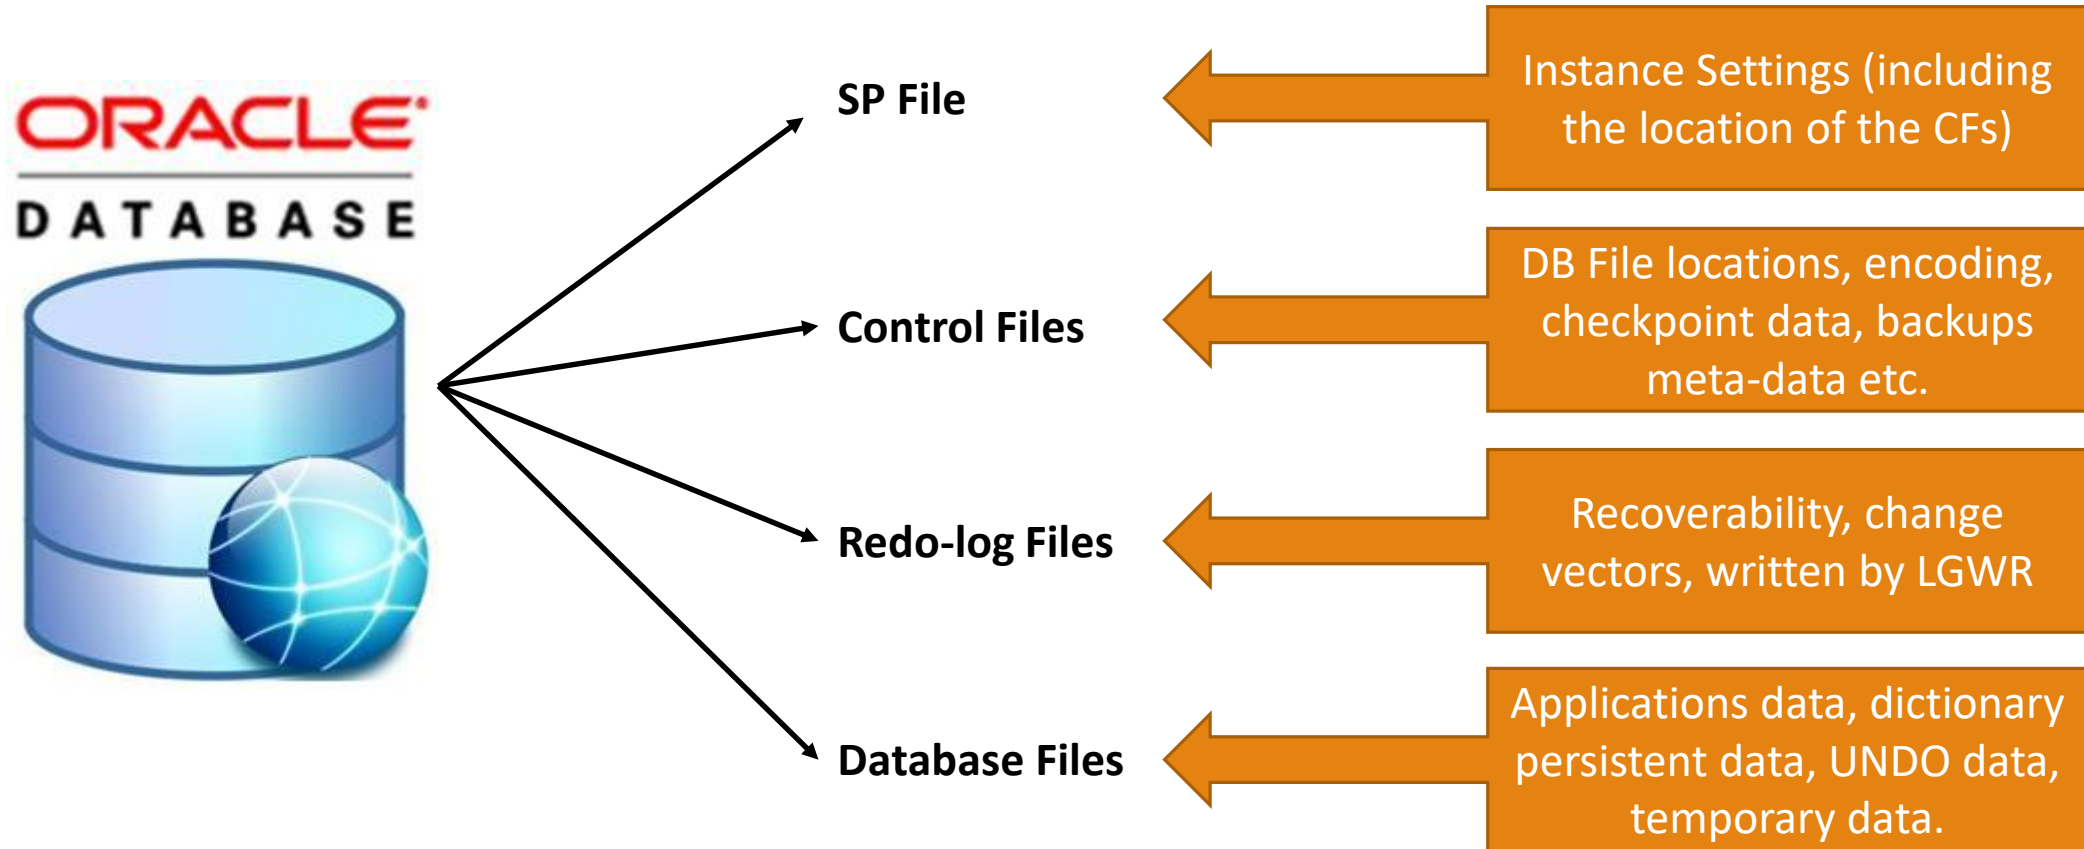 ORACLE
DATABASE
SP File
Instance Settings (including
the location of the CFs)
Control Files
DB File locations, encoding,
checkpoint data, backups
meta-data etc.
Redo-log Files
Recoverability, change
vectors, written by LGWR
Database Files
Applications data, dictionary
persistent data, UNDO data,
temporary data.